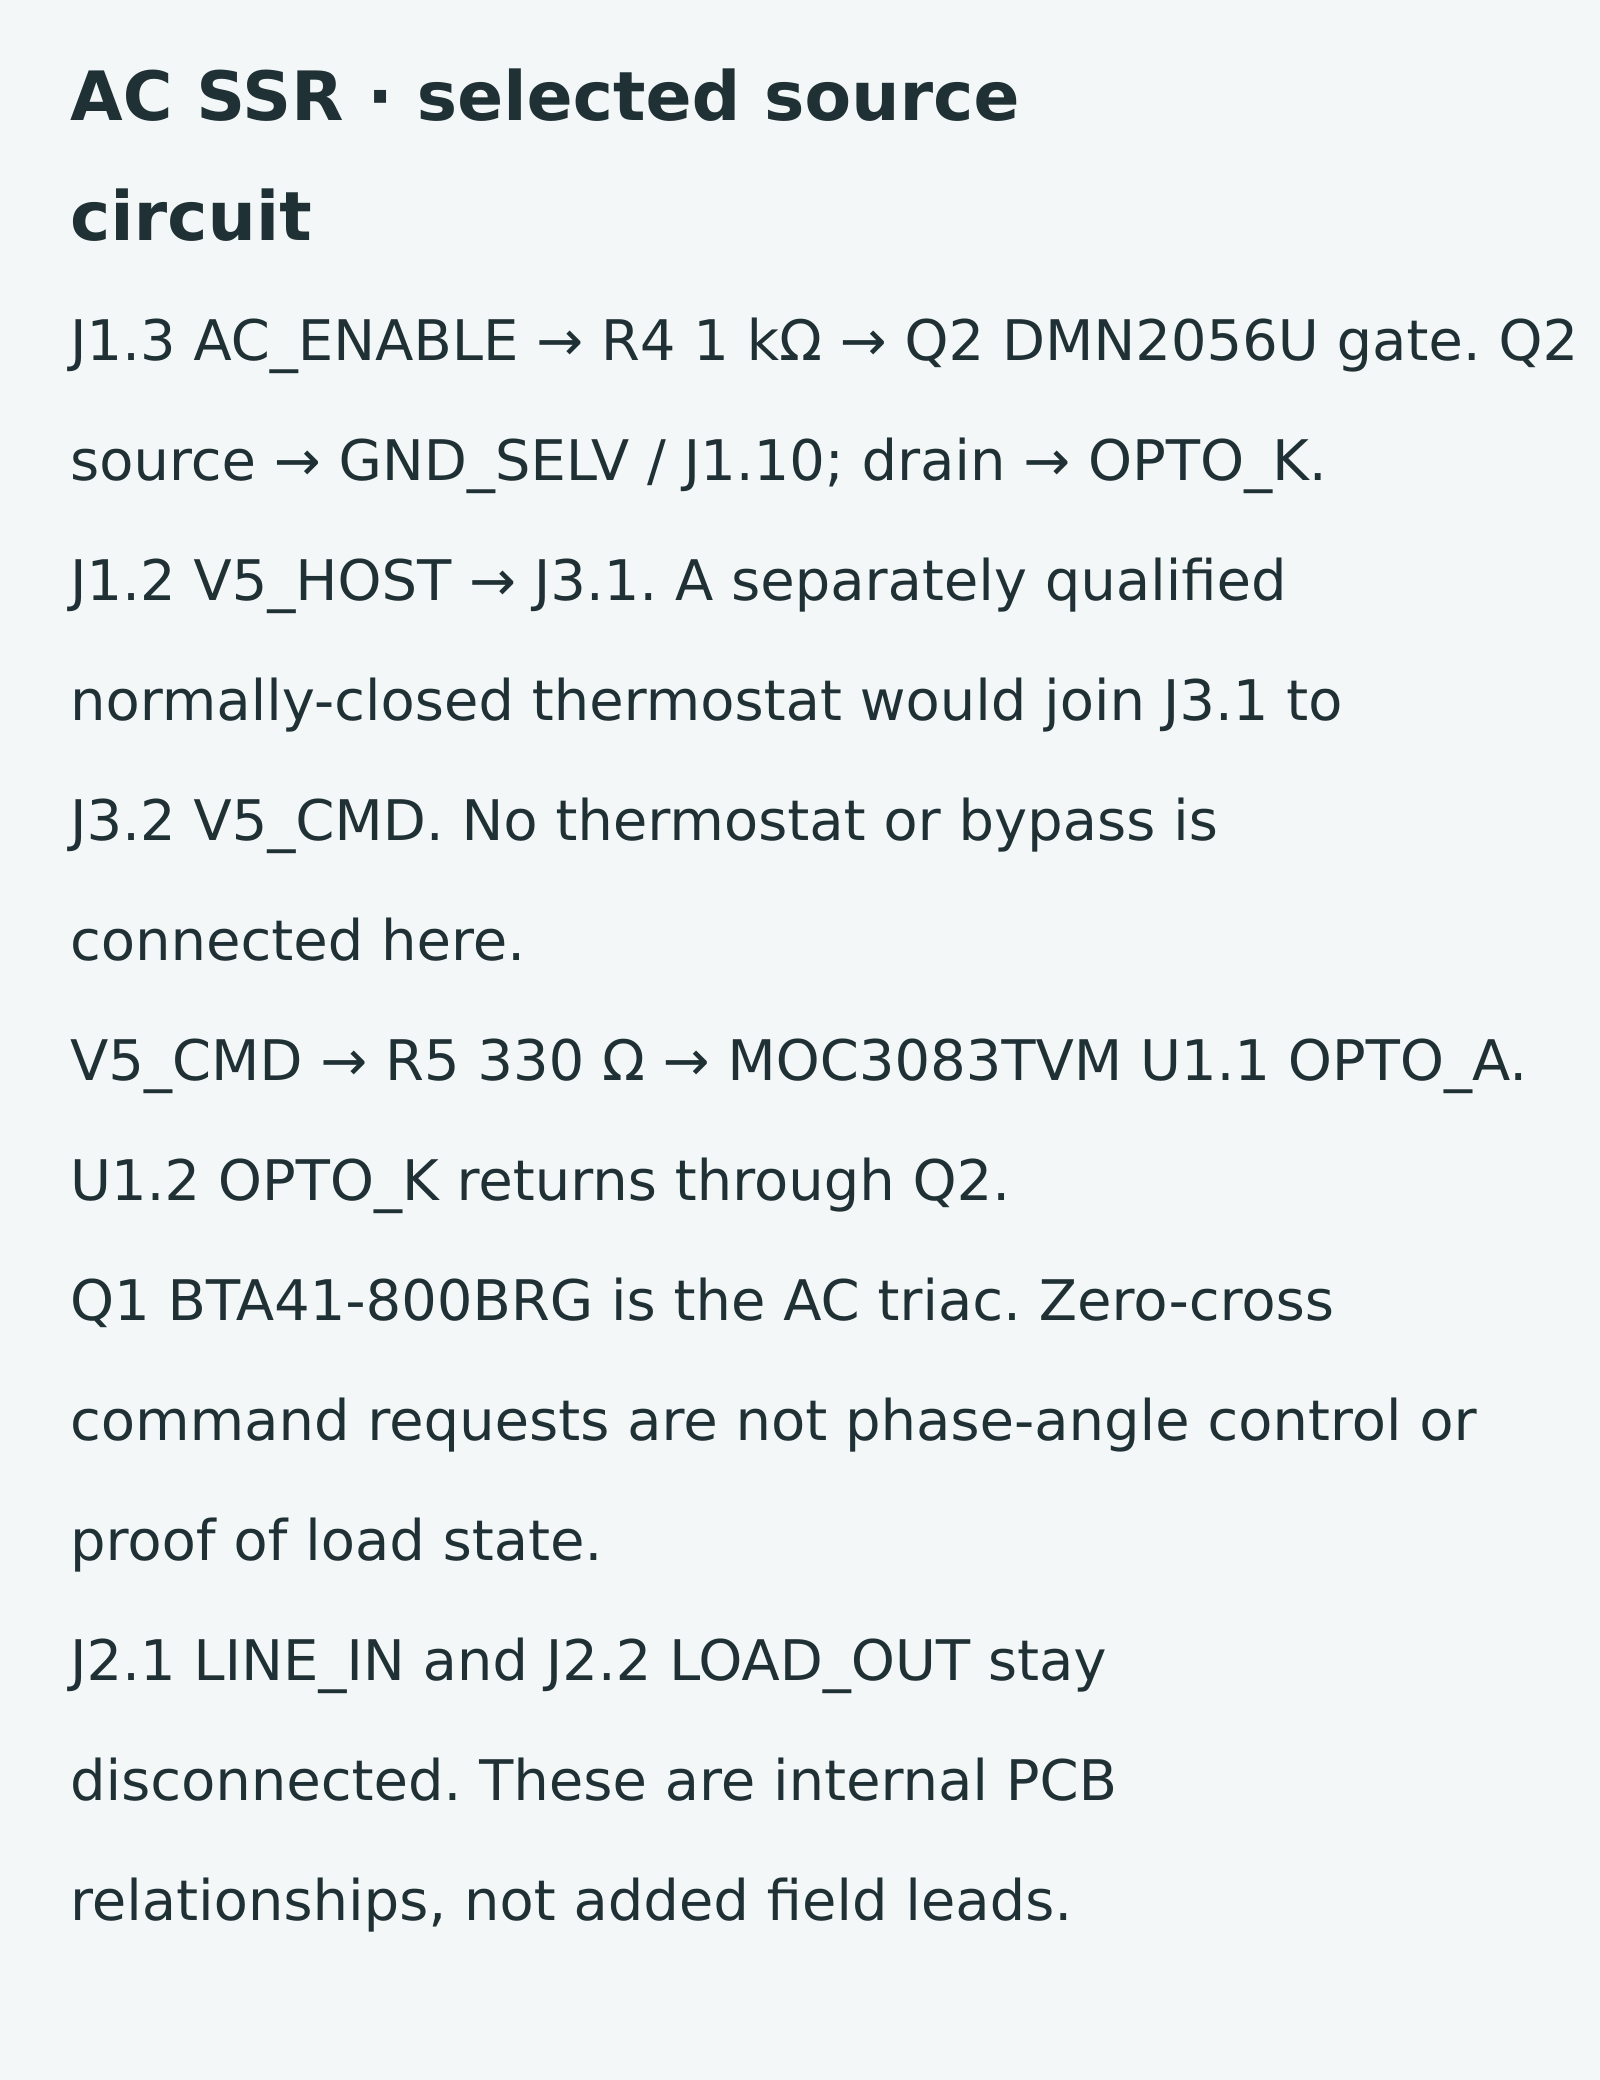 AC SSR · selected source
circuit
J1.3 AC_ENABLE → R4 1 kΩ → Q2 DMN2056U gate. Q2
source → GND_SELV / J1.10; drain → OPTO_K.
J1.2 V5_HOST → J3.1. A separately qualified
normally-closed thermostat would join J3.1 to
J3.2 V5_CMD. No thermostat or bypass is
connected here.
V5_CMD → R5 330 Ω → MOC3083TVM U1.1 OPTO_A.
U1.2 OPTO_K returns through Q2.
Q1 BTA41-800BRG is the AC triac. Zero-cross
command requests are not phase-angle control or
proof of load state.
J2.1 LINE_IN and J2.2 LOAD_OUT stay
disconnected. These are internal PCB
relationships, not added field leads.